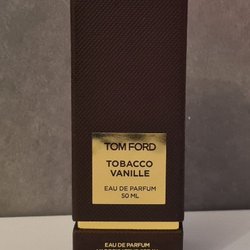 TOM FORD
TOBACCO
VANILLE
EAU DE PARFUM
50 ML
EAU DE PARFUM